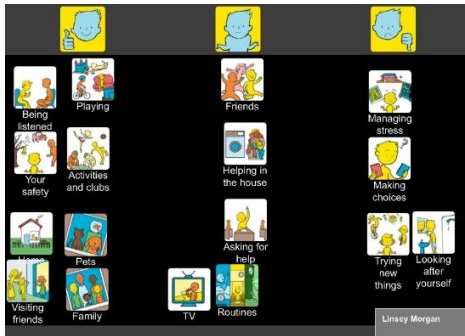 Being
listened
Playing
Your
safety
Activities
and clubs
Home
Pets
Visiting
friends
Family
Friends
Helping in
the house
Asking for
help
TV
Routines
Managing
stress
Making
choices
Trying
new
things
Looking
after
yourself
Linsey Morgan